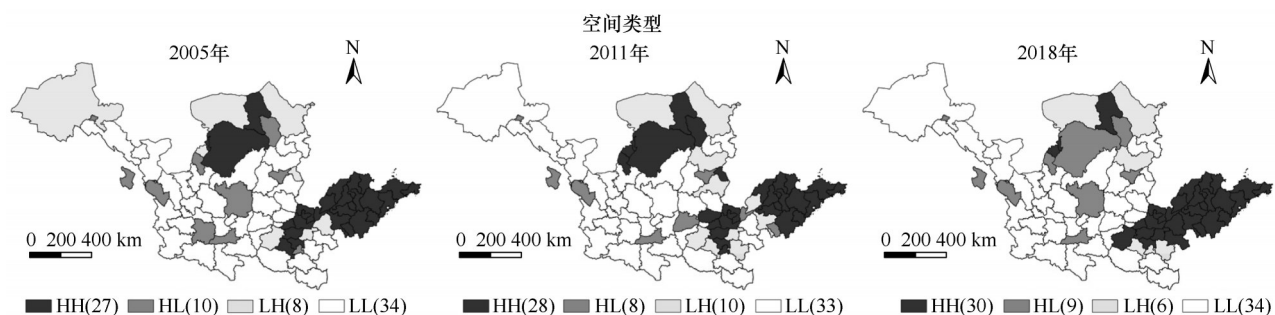 空间类型
2005年
2011年
2018年
N
N
N
0 200 400 km
0 200 400 km
0 200 400 km
HH(27) HL(10) LH(8) LL(34)
HH(28) HL(8) LH(10) LL(33)
HH(30) HL(9) LH(6) LL(34)